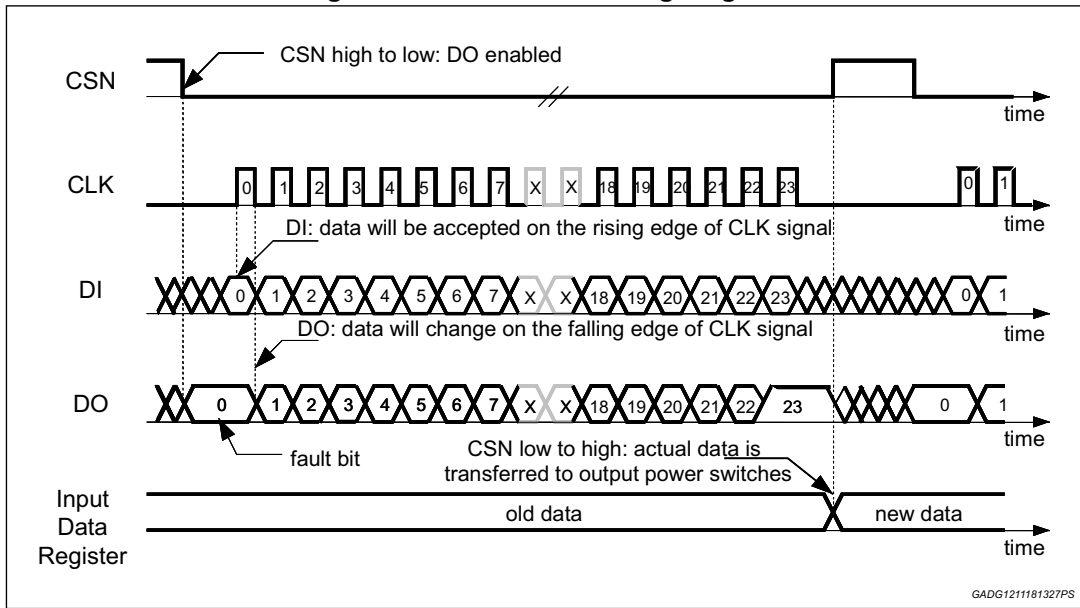 CSN high to low: DO enabled
CSN
time
CLK
0 1 2 3 4 5 6 7 X X 18 19 20 21 22 23 0 1
time
DI: data will be accepted on the rising edge of CLK signal
DI
0 1 2 3 4 5 6 7 X X 18 19 20 21 22 23 0 1
time
DO: data will change on the falling edge of CLK signal
DO
0 1 2 3 4 5 6 7 X X 18 19 20 21 22 23 0 1
time
fault bit
CSN low to high: actual data is
transferred to output power switches
Input
Data
Register
old data
new data
time
GADG1211181327PS